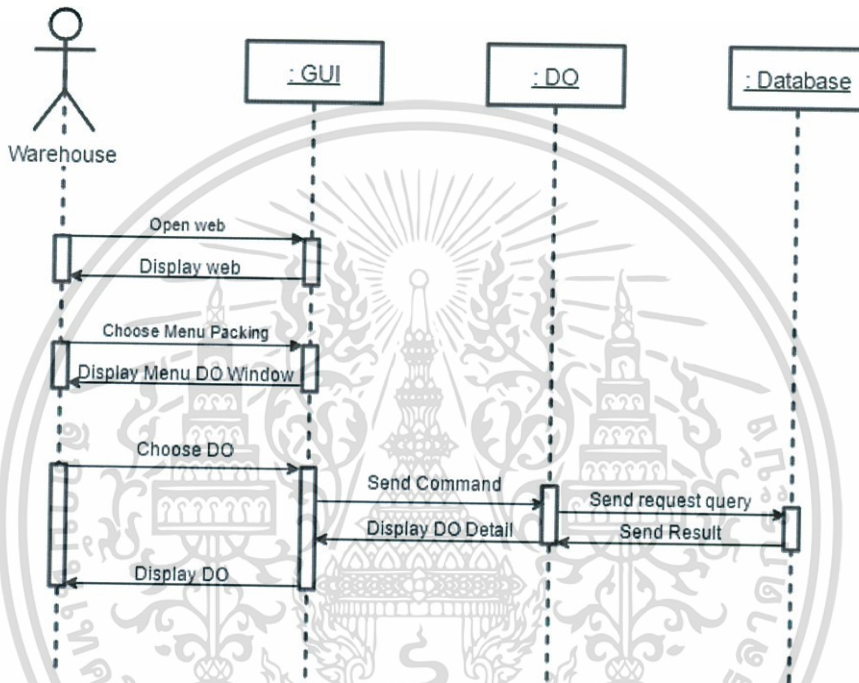 : GUI
: DO
: Database
Warehouse
Open web
Display web
Choose Menu Packing
Display Menu DO Window
Choose DO
Send Command
Send request query
Display DO Detail
Send Result
Display DO